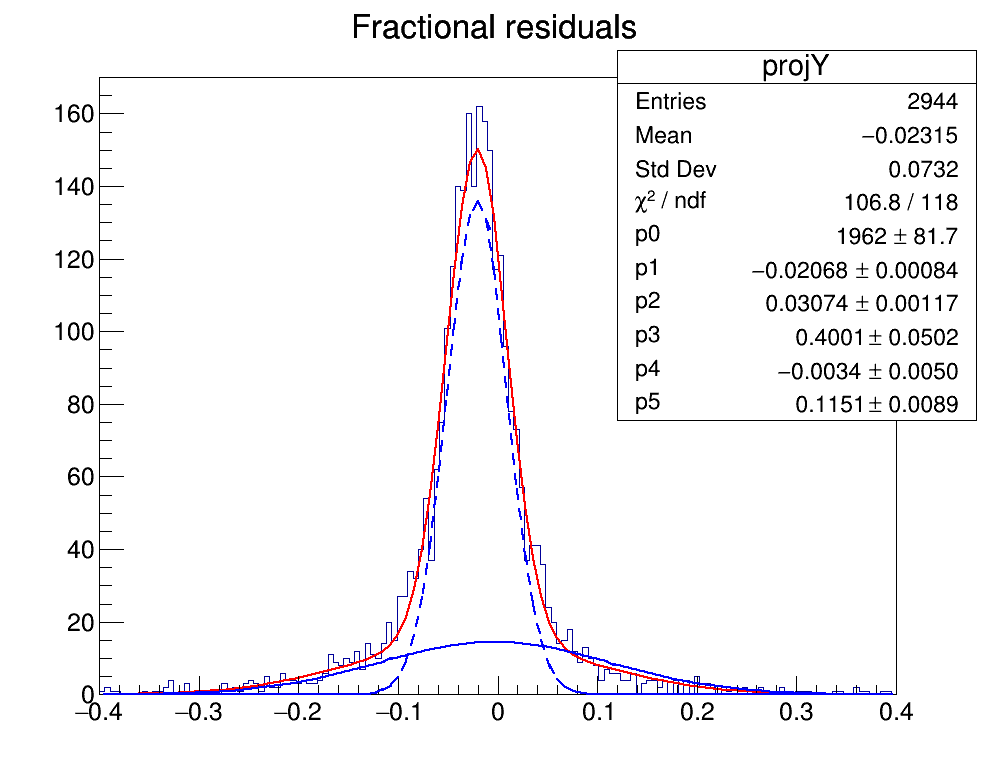 Fractional residuals
projY
Entries 2944
Mean −0.02315
Std Dev 0.0732
χ² / ndf 106.8 / 118
p0 1962 ± 81.7
p1 −0.02068 ± 0.00084
p2 0.03074 ± 0.00117
p3 0.4001 ± 0.0502
p4 −0.0034 ± 0.0050
p5 0.1151 ± 0.0089
160
140
120
100
80
60
40
20
0
−0.4 −0.3 −0.2 −0.1 0 0.1 0.2 0.3 0.4